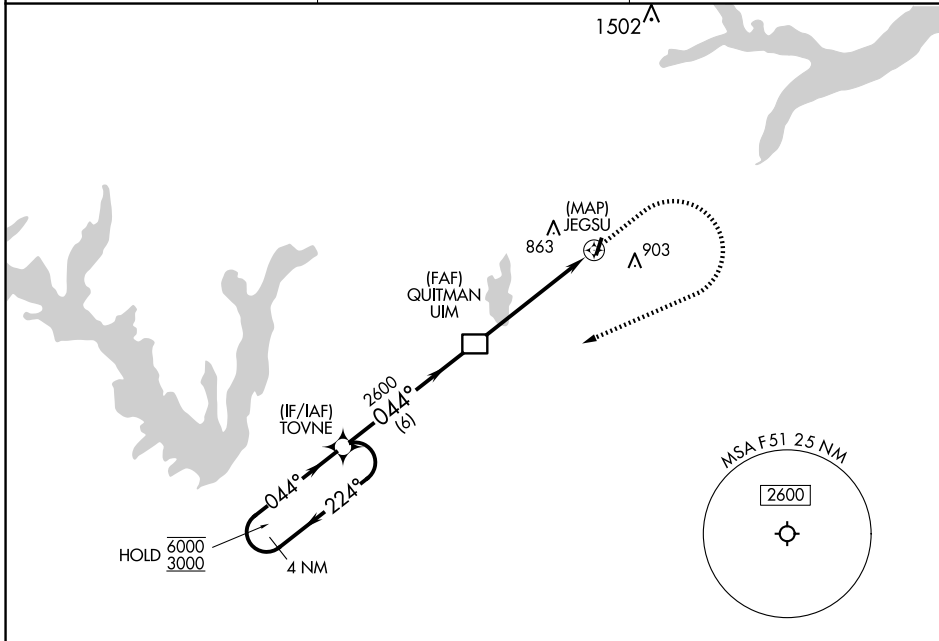 1502
(MAP)
JEGSU
863
903
(FAF)
QUITMAN
UIM
2600
044°
(6)
(IF/IAF)
TOVNE
044°
224°
HOLD 6000
3000
4 NM
MSA F51 25 NM
2600